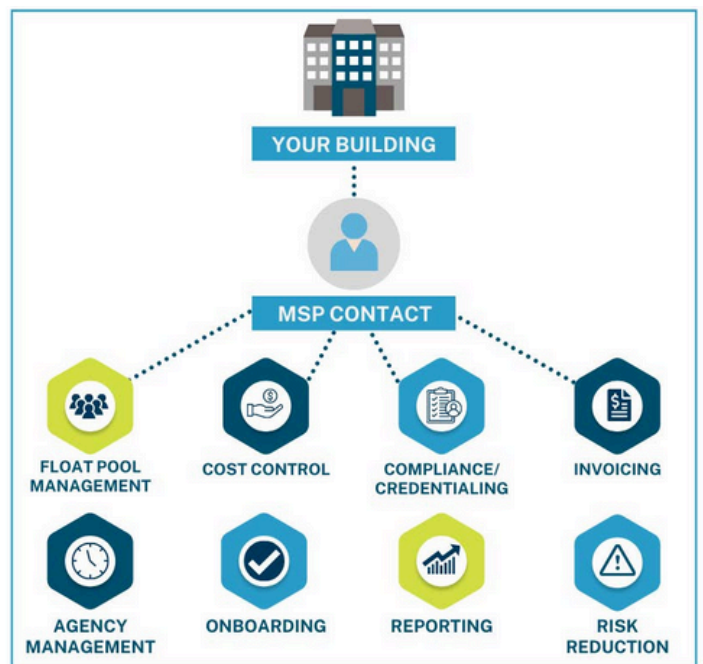 YOUR BUILDING
MSP CONTACT
FLOAT POOL
MANAGEMENT
COST CONTROL
COMPLIANCE/
CREDENTIALING
INVOICING
AGENCY
MANAGEMENT
ONBOARDING
REPORTING
RISK
REDUCTION